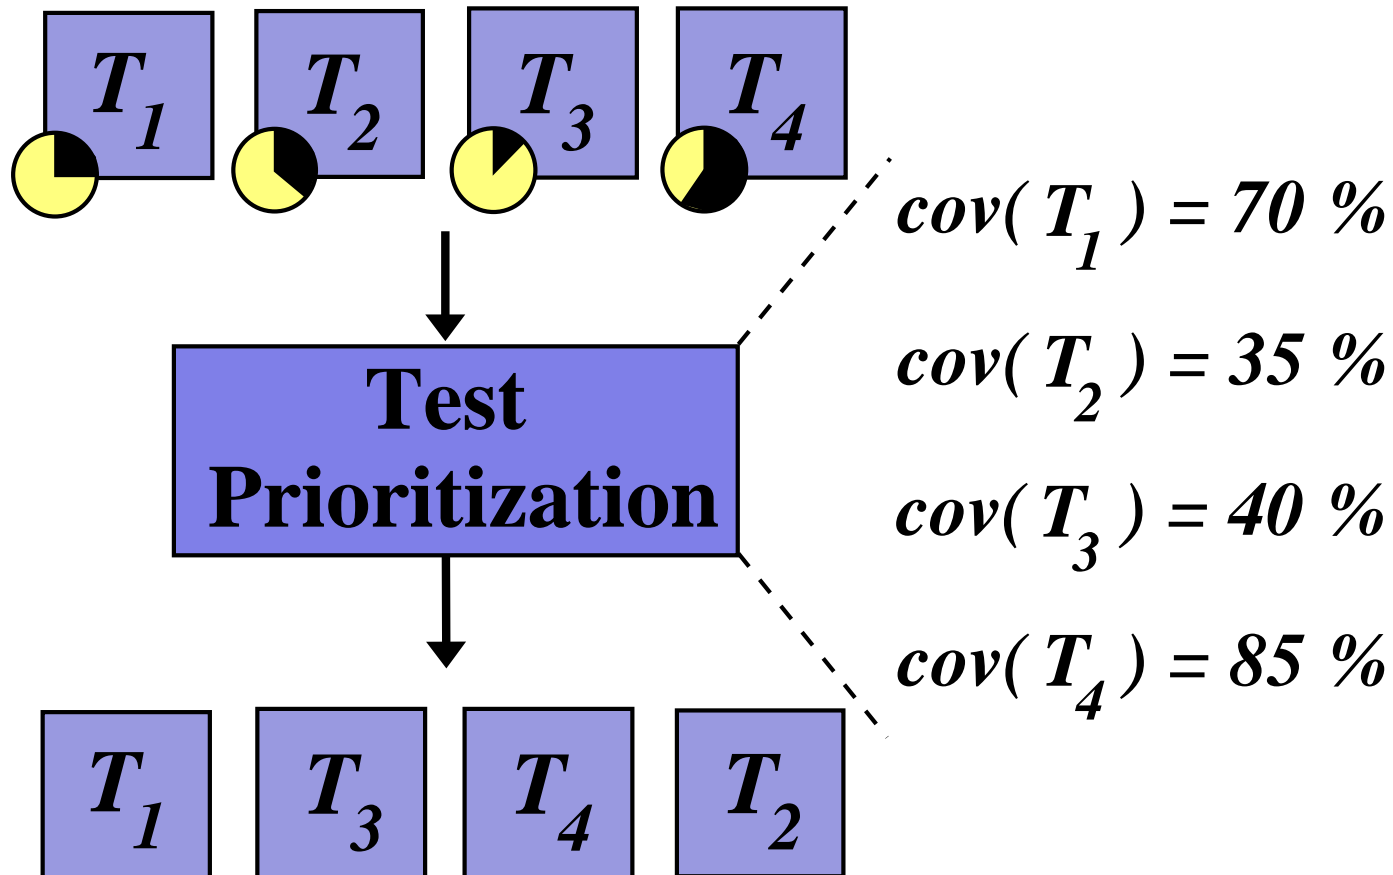 T1 T2 T3 T4
cov( T1 ) = 70 %
cov( T2 ) = 35 %
Test
Prioritization
cov( T3 ) = 40 %
cov( T4 ) = 85 %
T1 T3 T4 T2